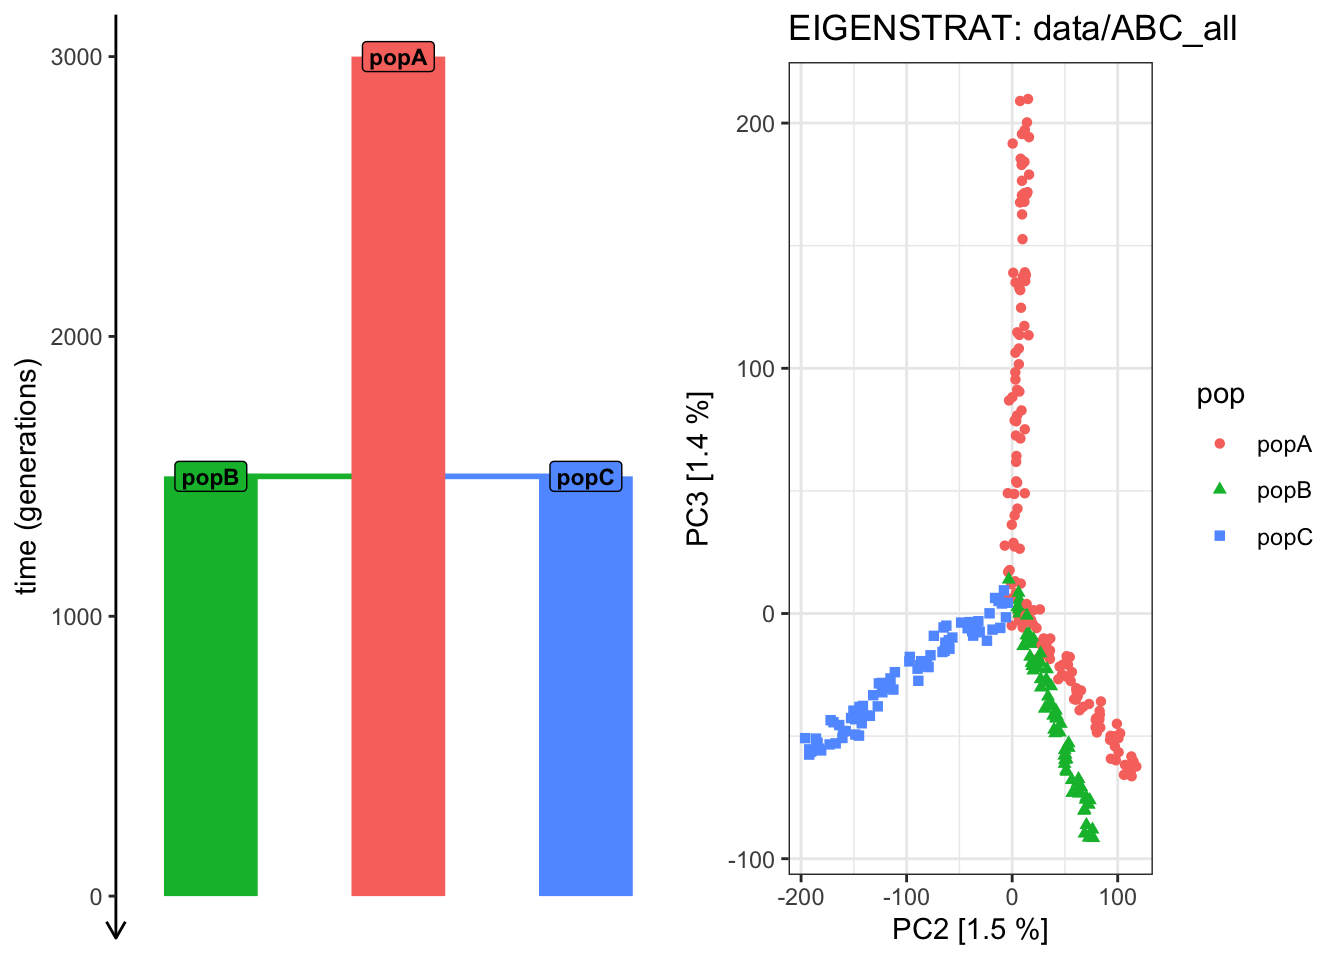 time (generations)
3000
2000
1000
0
popA
popB
popC
EIGENSTRAT: data/ABC_all
PC3 [1.4 %]
200
100
0
-100
-200
-100
0
100
PC2 [1.5 %]
pop
popA
popB
popC